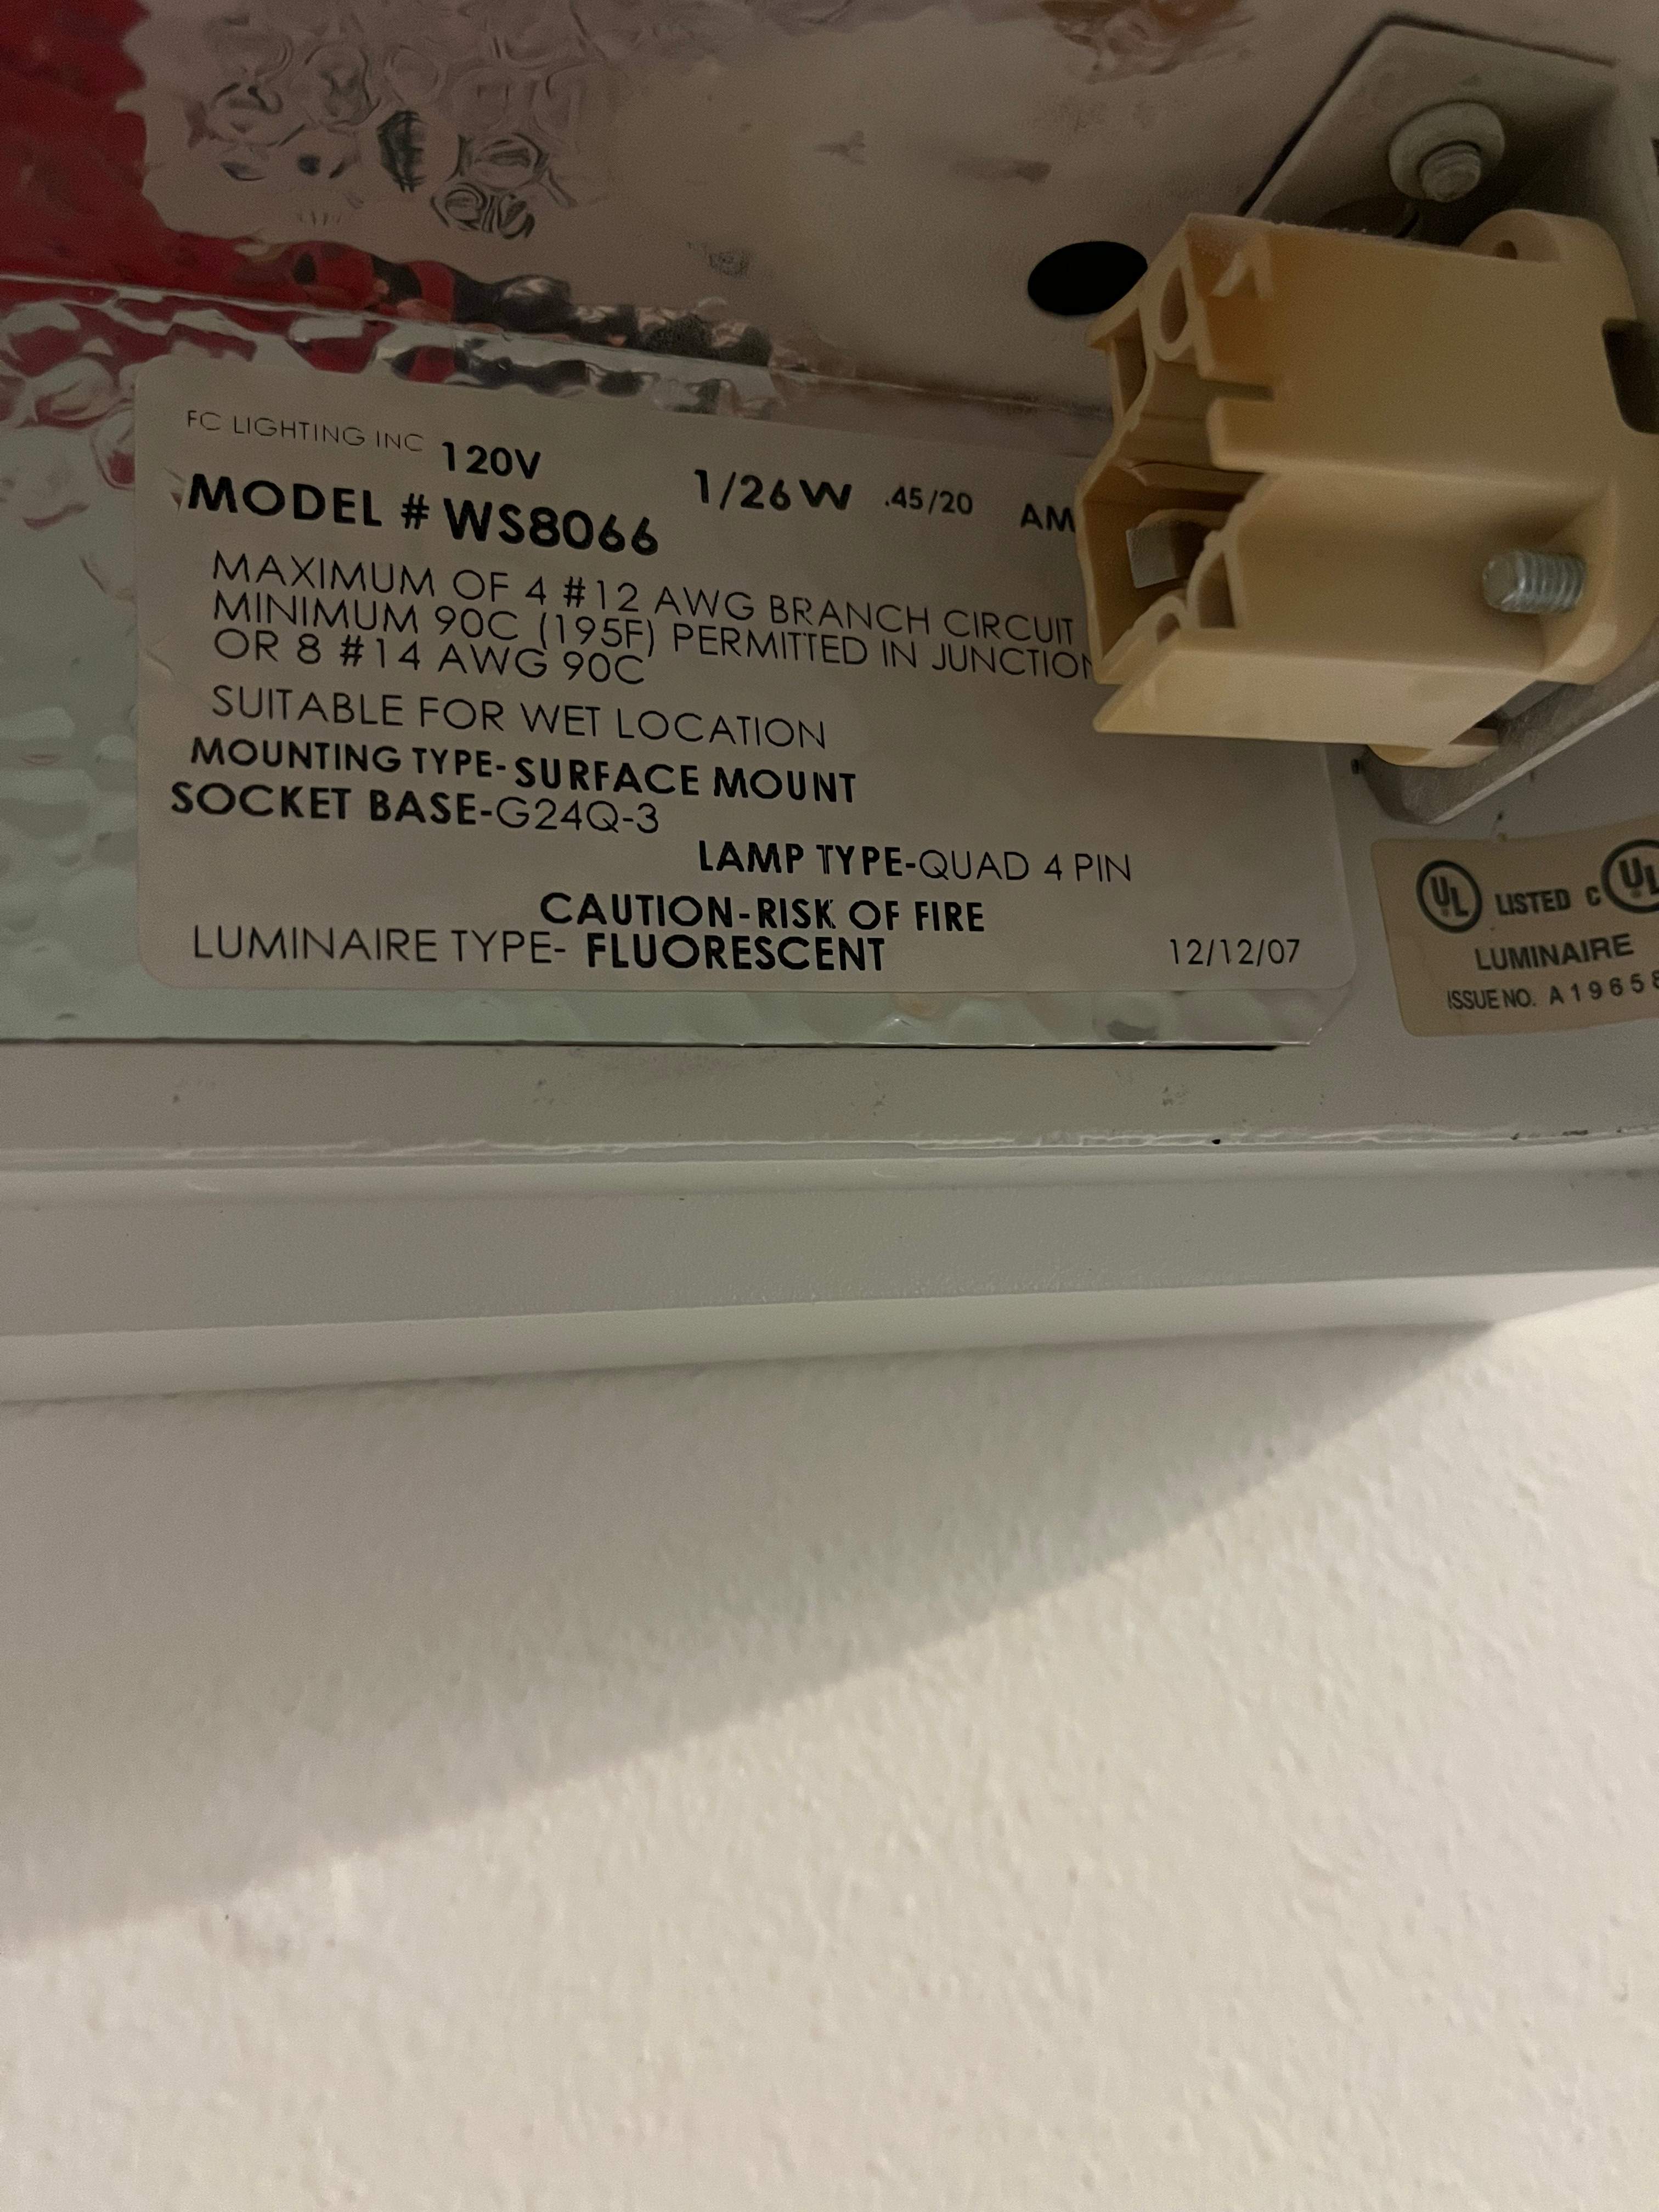 FC LIGHTING INC 120V 1/26W .45/20 AM
MODEL # WS8066
MAXIMUM OF 4 #12 AWG BRANCH CIRCUIT
MINIMUM 90C (195F) PERMITTED IN JUNCTION
OR 8 #14 AWG 90C
SUITABLE FOR WET LOCATION
MOUNTING TYPE-SURFACE MOUNT
SOCKET BASE-G24Q-3
LAMP TYPE-QUAD 4 PIN
CAUTION-RISK OF FIRE
LUMINAIRE TYPE- FLUORESCENT 12/12/07
UL LISTED C UL
LUMINAIRE
ISSUE NO. A19658